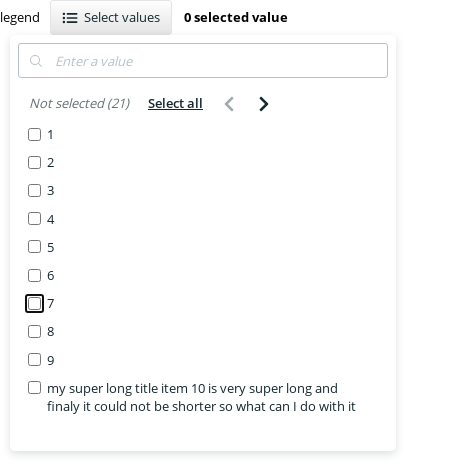 legend Select values 0 selected value
Enter a value
Not selected (21) Select all
1
2
3
4
5
6
7
8
9
my super long title item 10 is very super long and
finaly it could not be shorter so what can I do with it